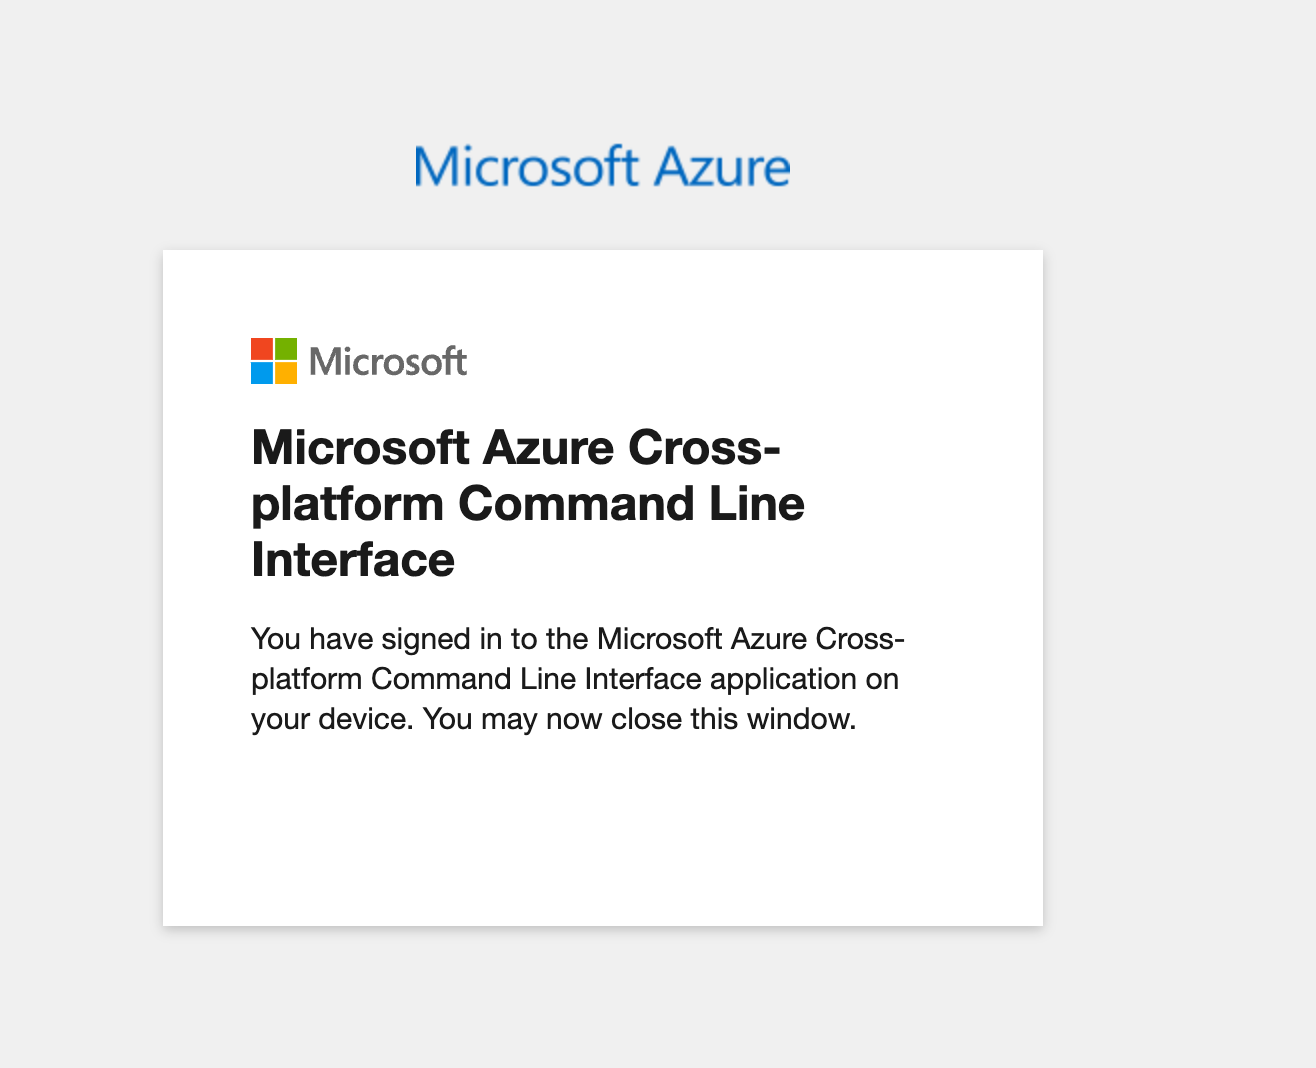 Microsoft Azure
Microsoft
Microsoft Azure Cross-
platform Command Line
Interface
You have signed in to the Microsoft Azure Cross-
platform Command Line Interface application on
your device. You may now close this window.